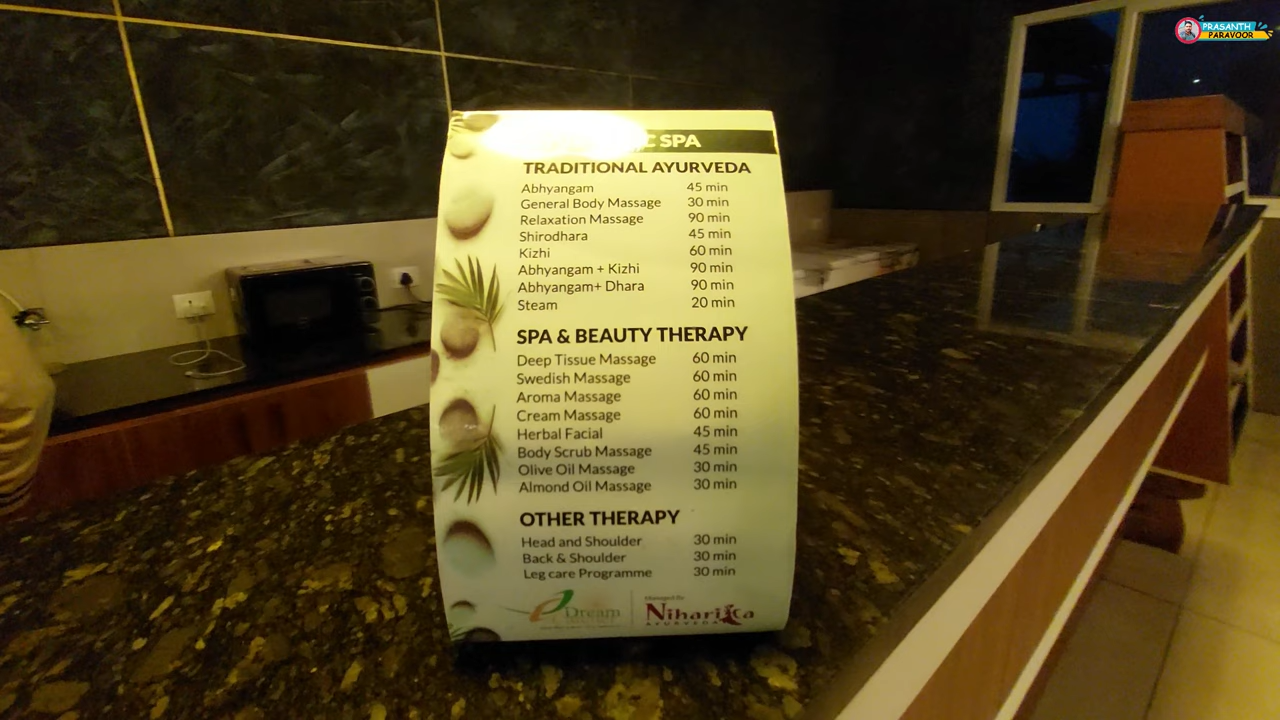 PRASANTH
PARAVOOR
SPA
TRADITIONAL AYURVEDA
Abhyangam 45 min
General Body Massage 30 min
Relaxation Massage 90 min
Shirodhara 45 min
Kizhi 60 min
Abhyangam + Kizhi 90 min
Abhyangam+ Dhara 90 min
Steam 20 min
SPA & BEAUTY THERAPY
Deep Tissue Massage 60 min
Swedish Massage 60 min
Aroma Massage 60 min
Cream Massage 60 min
Herbal Facial 45 min
Body Scrub Massage 45 min
Olive Oil Massage 30 min
Almond Oil Massage 30 min
OTHER THERAPY
Head and Shoulder 30 min
Back & Shoulder 30 min
Leg care Programme 30 min
Dream
Managed By
Niharika
AYURVEDA